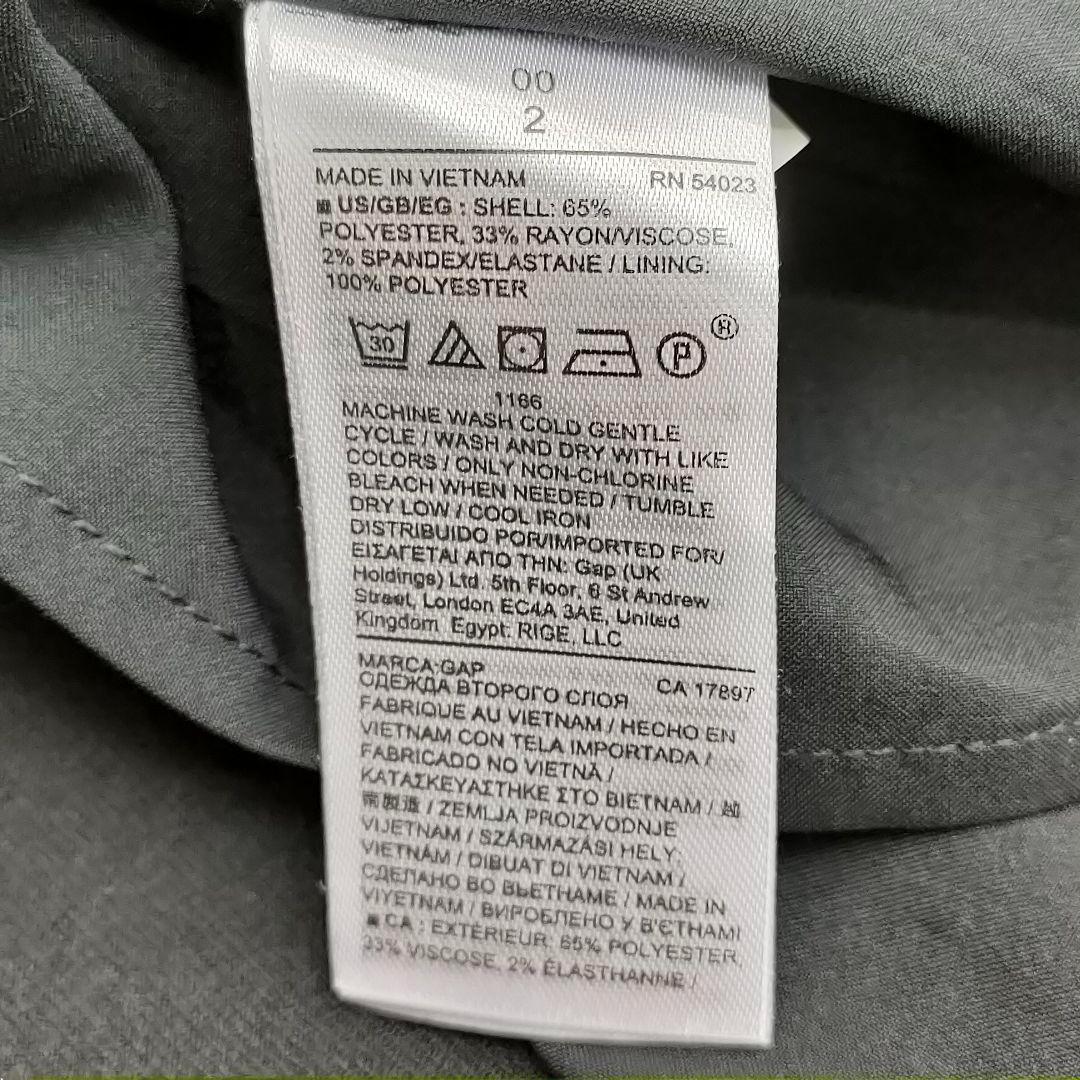 00
2
MADE IN VIETNAM RN 54023
US/GB/EG : SHELL: 65%
POLYESTER, 33% RAYON/VISCOSE,
2% SPANDEX/ELASTANE / LINING:
100% POLYESTER
30 P ®
1166
MACHINE WASH COLD GENTLE
CYCLE / WASH AND DRY WITH LIKE
COLORS / ONLY NON-CHLORINE
BLEACH WHEN NEEDED / TUMBLE
DRY LOW / COOL IRON
DISTRIBUIDO POR/IMPORTED FOR/
ΕΙΣΑΓΕΤΑΙ ΑΠΟ ΤΗΝ: Gap (UK
Holdings) Ltd. 5th Floor, 6 St Andrew
Street, London EC4A 3AE, United
Kingdom Egypt: RIGE, LLC
MARCA:GAP
ОДЕЖДА ВТОРОГО СЛОЯ CA 17897
FABRIQUE AU VIETNAM / HECHO EN
VIETNAM CON TELA IMPORTADA /
FABRICADO NO VIETNÃ /
ΚΑΤΑΣΚΕΥΑΣΤΗΚΕ ΣΤΟ ΒΙΕΤΝΑΜ / 越
南製造 / ZEMLJA PROIZVODNJE
VIJETNAM / SZÁRMAZÁSI HELY:
VIETNÁM / DIBUAT DI VIETNAM /
СДЕЛАНО ВО ВЬЕТНАМЕ / MADE IN
VIYETNAM / ВИРОБЛЕНО У В'ЄТНАМІ
CA : EXTÉRIEUR: 65% POLYESTER,
33% VISCOSE, 2% ÉLASTHANNE /